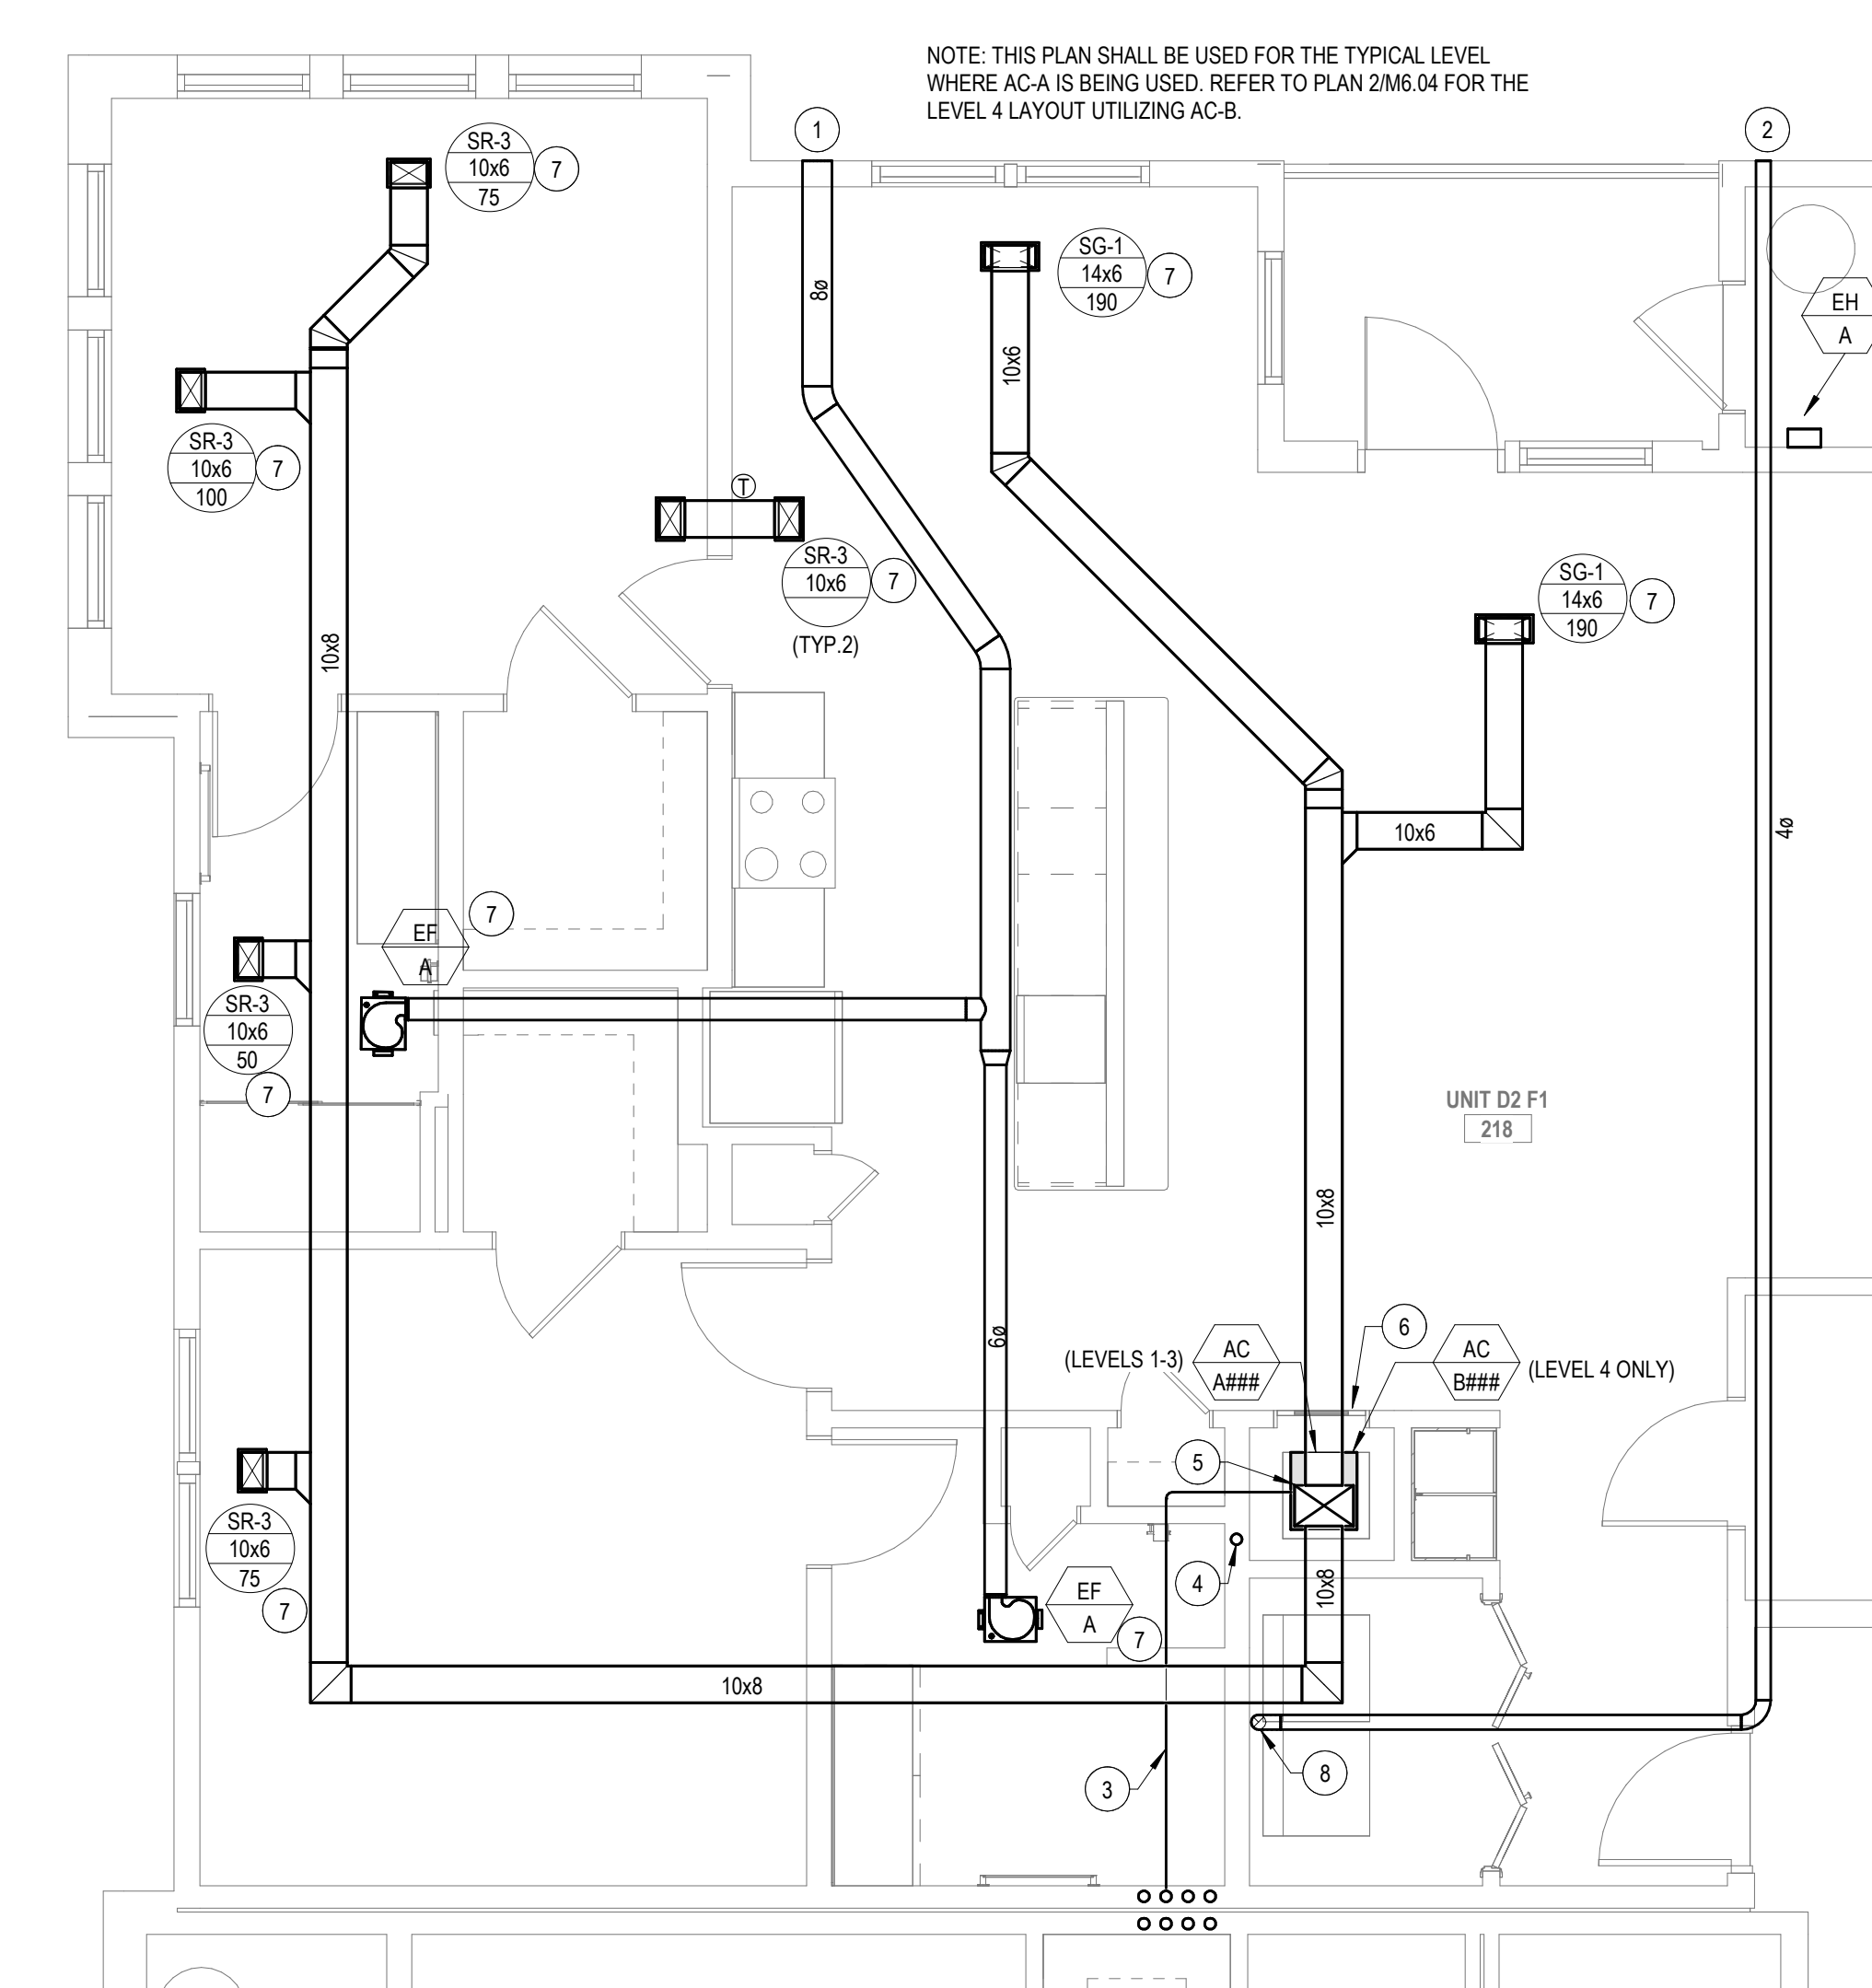 NOTE: THIS PLAN SHALL BE USED FOR THE TYPICAL LEVEL
WHERE AC-A IS BEING USED. REFER TO PLAN 2/M6.04 FOR THE
LEVEL 4 LAYOUT UTILIZING AC-B.
1
2
SR-3
10x6
75
7
SG-1
14x6
190
7
8ø
EH
A
10x6
SR-3
10x6
100
7
T
SR-3
10x6
7
(TYP.2)
SG-1
14x6
190
7
10x8
10x6
4ø
EF
A
7
SR-3
10x6
50
7
UNIT D2 F1
218
10x8
6ø
(LEVELS 1-3)
AC
A###
6
AC
B###
(LEVEL 4 ONLY)
5
SR-3
10x6
75
7
4
EF
A
7
10x8
10x8
3
8